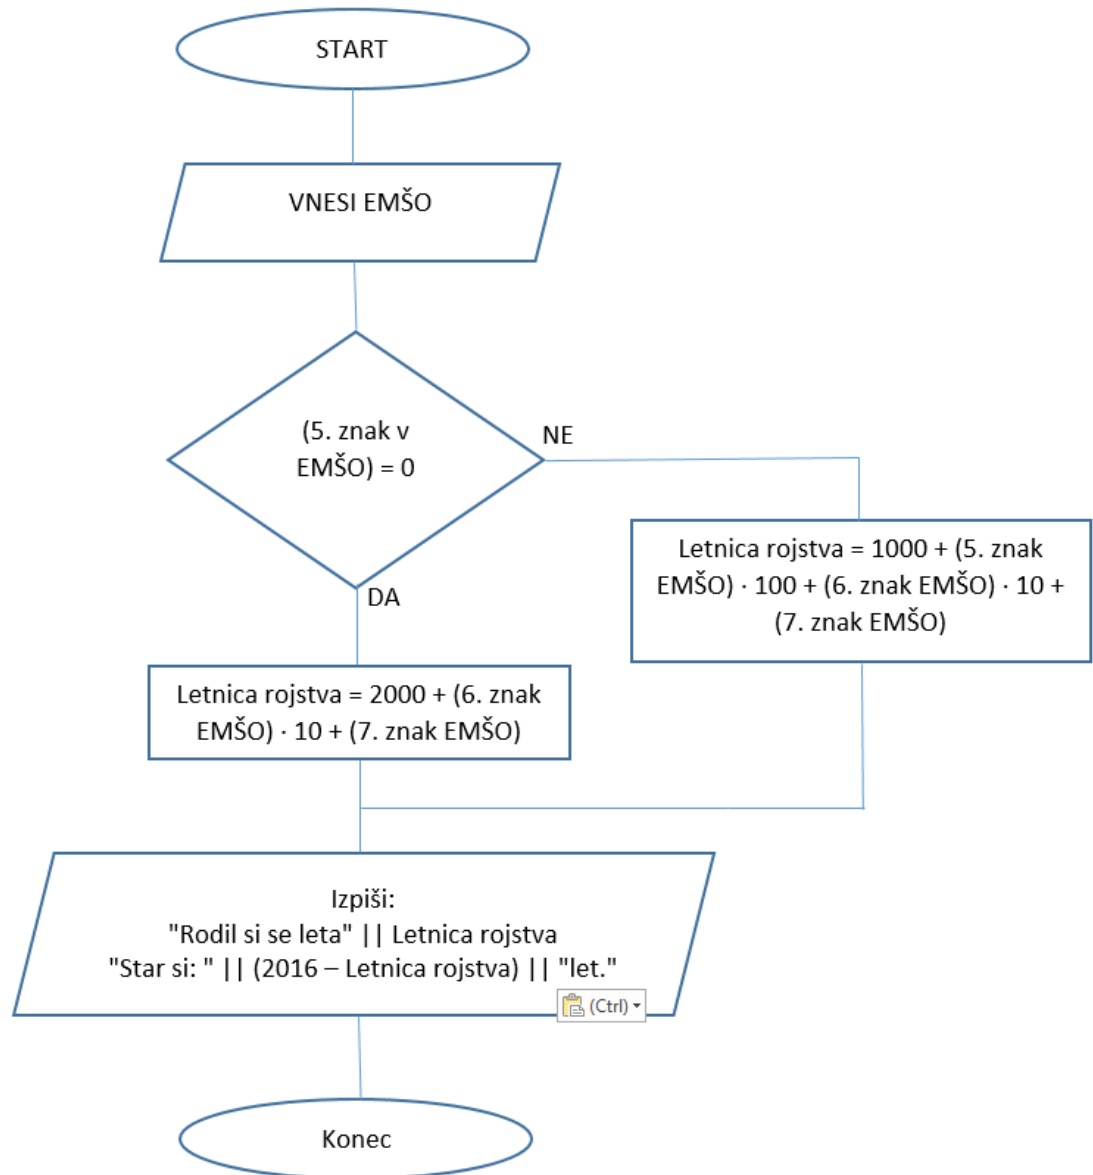 START
VNESI EMŠO
(5. znak v
EMŠO) = 0
NE
Letnica rojstva = 1000 + (5. znak
EMŠO) · 100 + (6. znak EMŠO) · 10 +
(7. znak EMŠO)
DA
Letnica rojstva = 2000 + (6. znak
EMŠO) · 10 + (7. znak EMŠO)
Izpiši:
"Rodil si se leta" || Letnica rojstva
"Star si: " || (2016 – Letnica rojstva) || "let."
(Ctrl)
Konec